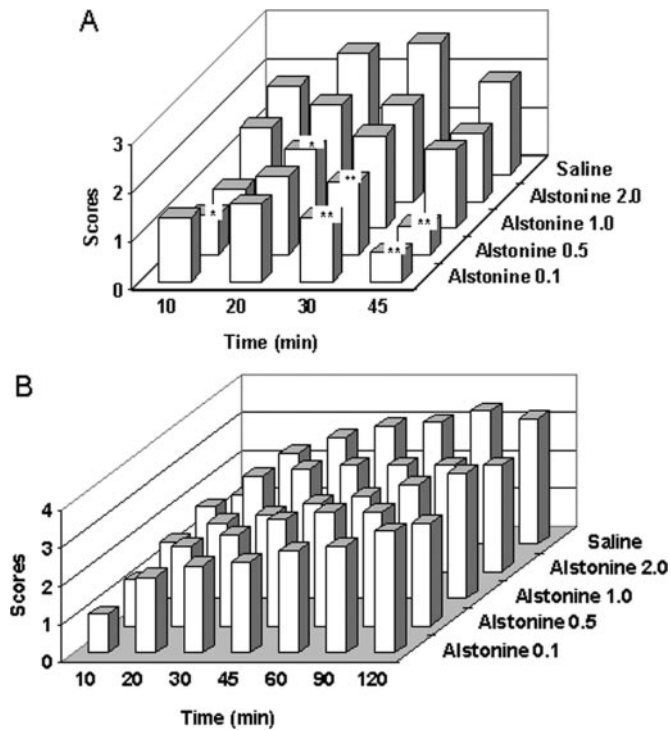 A
3
2
1
0
Scores
*
*
**
**
**
**
Saline
Alstonine 2.0
Alstonine 1.0
Alstonine 0.5
Alstonine 0.1
10 20 30 45
Time (min)
B
4
3
2
1
0
Scores
Saline
Alstonine 2.0
Alstonine 1.0
Alstonine 0.5
Alstonine 0.1
10 20 30 45 60 90 120
Time (min)